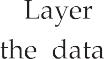 Layer
the data